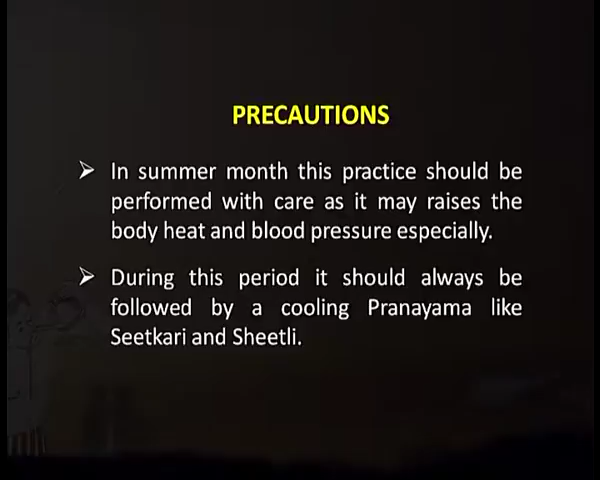 PRECAUTIONS
➢ In summer month this practice should be
performed with care as it may raises the
body heat and blood pressure especially.
➢ During this period it should always be
followed by a cooling Pranayama like
Seetkari and Sheetli.